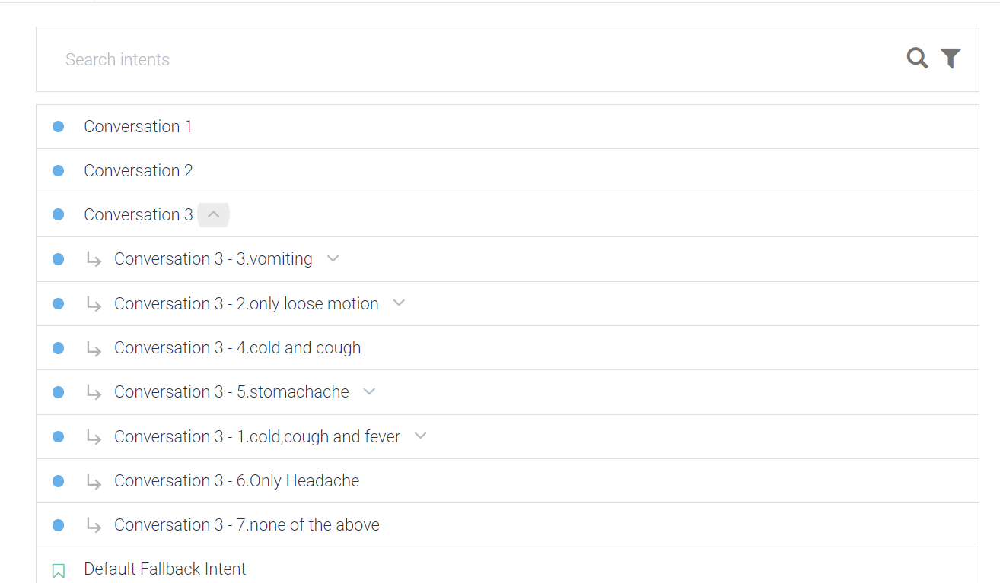 Search intents
Conversation 1
Conversation 2
Conversation 3
Conversation 3 - 3.vomiting
Conversation 3 - 2.only loose motion
Conversation 3 - 4.cold and cough
Conversation 3 - 5.stomachache
Conversation 3 - 1.cold,cough and fever
Conversation 3 - 6.Only Headache
Conversation 3 - 7.none of the above
Default Fallback Intent